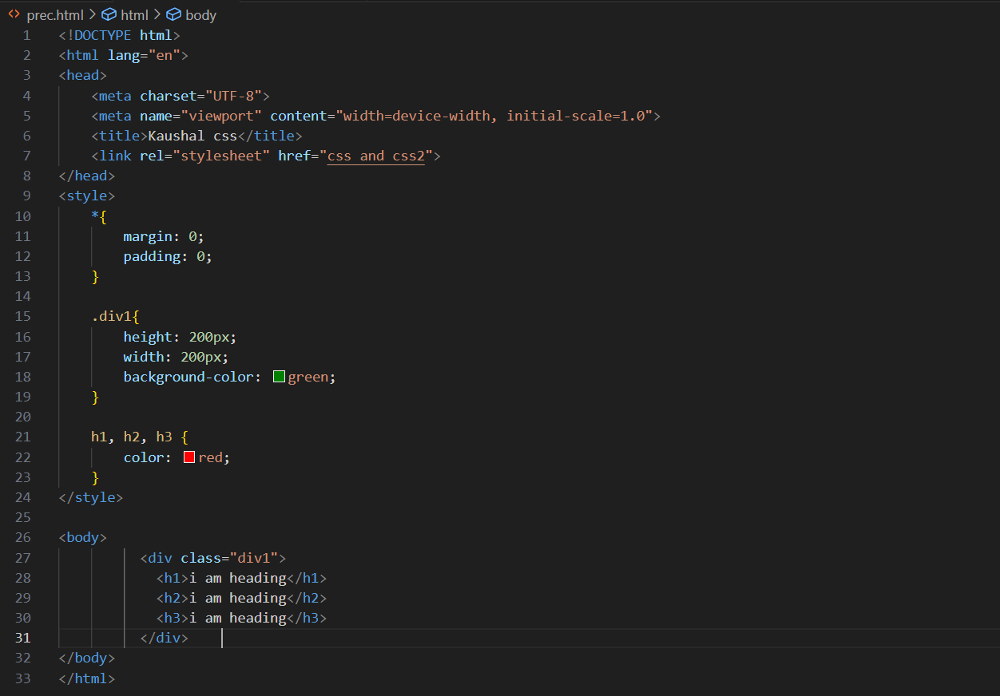 prec.html > html > body
1 <!DOCTYPE html>
2 <html lang="en">
3 <head>
4     <meta charset="UTF-8">
5     <meta name="viewport" content="width=device-width, initial-scale=1.0">
6     <title>Kaushal css</title>
7     <link rel="stylesheet" href="css and css2">
8 </head>
9 <style>
10     *{
11         margin: 0;
12         padding: 0;
13     }
14
15     .div1{
16         height: 200px;
17         width: 200px;
18         background-color: green;
19     }
20
21     h1, h2, h3 {
22         color: red;
23     }
24 </style>
25
26 <body>
27           <div class="div1">
28             <h1>i am heading</h1>
29             <h2>i am heading</h2>
30             <h3>i am heading</h3>
31           </div>
32 </body>
33 </html>